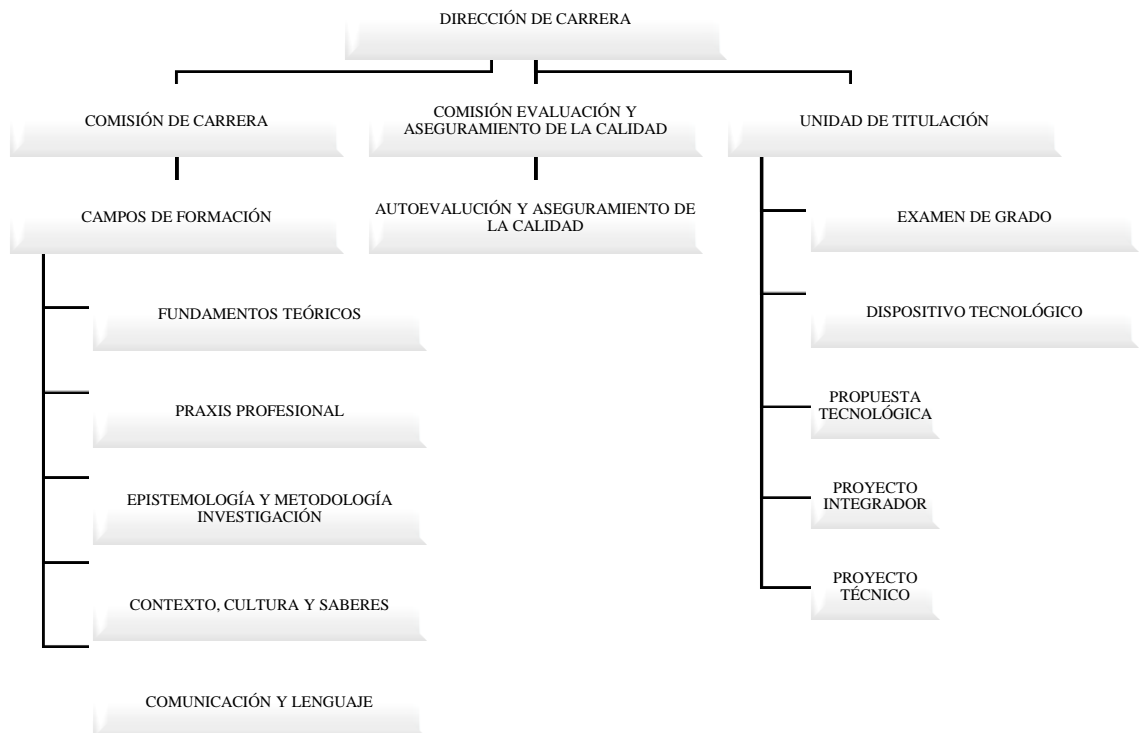 DIRECCIÓN DE CARRERA
COMISIÓN DE CARRERA
COMISIÓN EVALUACIÓN Y
ASEGURAMIENTO DE LA CALIDAD
UNIDAD DE TITULACIÓN
CAMPOS DE FORMACIÓN
AUTOEVALUCIÓN Y ASEGURAMIENTO DE
LA CALIDAD
EXAMEN DE GRADO
FUNDAMENTOS TEÓRICOS
DISPOSITIVO TECNOLÓGICO
PRAXIS PROFESIONAL
PROPUESTA
TECNOLÓGICA
EPISTEMOLOGÍA Y METODOLOGÍA
INVESTIGACIÓN
PROYECTO
INTEGRADOR
CONTEXTO, CULTURA Y SABERES
PROYECTO
TÉCNICO
COMUNICACIÓN Y LENGUAJE